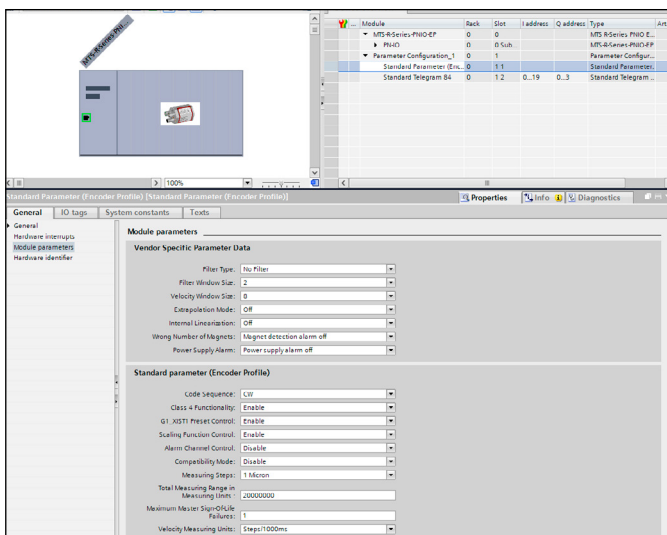 MTS-R-Series PNI...
100%
... Module Rack Slot I address Q address Type Art
MTS-R-Series-PNIO-EP 0 0 MTS R-Series PNIO E...
PN-IO 0 0 Sub... MTS-R-Series-PNIO-EP
Parameter Configuration_1 0 1 Parameter Configur...
Standard Parameter (Enc... 0 1 1 Standard Parameter...
Standard Telegram 84 0 1 2 0...19 0...3 Standard Telegram ...
Standard Parameter (Encoder Profile) [Standard Parameter (Encoder Profile)]
Properties Info Diagnostics
General IO tags System constants Texts
General
Hardware interrupts
Module parameters
Hardware identifier
Module parameters
Vendor Specific Parameter Data
Filter Type: No Filter
Filter Window Size: 2
Velocity Window Size: 8
Extrapolation Mode: Off
Internal Linearization: Off
Wrong Number of Magnets: Magnet detection alarm off
Power Supply Alarm: Power supply alarm off
Standard parameter (Encoder Profile)
Code Sequence: CW
Class 4 Functionality: Enable
G1_XIST1 Preset Control: Enable
Scaling Function Control: Enable
Alarm Channel Control: Disable
Compatibility Mode: Disable
Measuring Steps: 1 Micron
Total Measuring Range in
Measuring Units : 20000000
Maximum Master Sign-Of-Life
Failures: 1
Velocity Measuring Units: Steps/1000ms